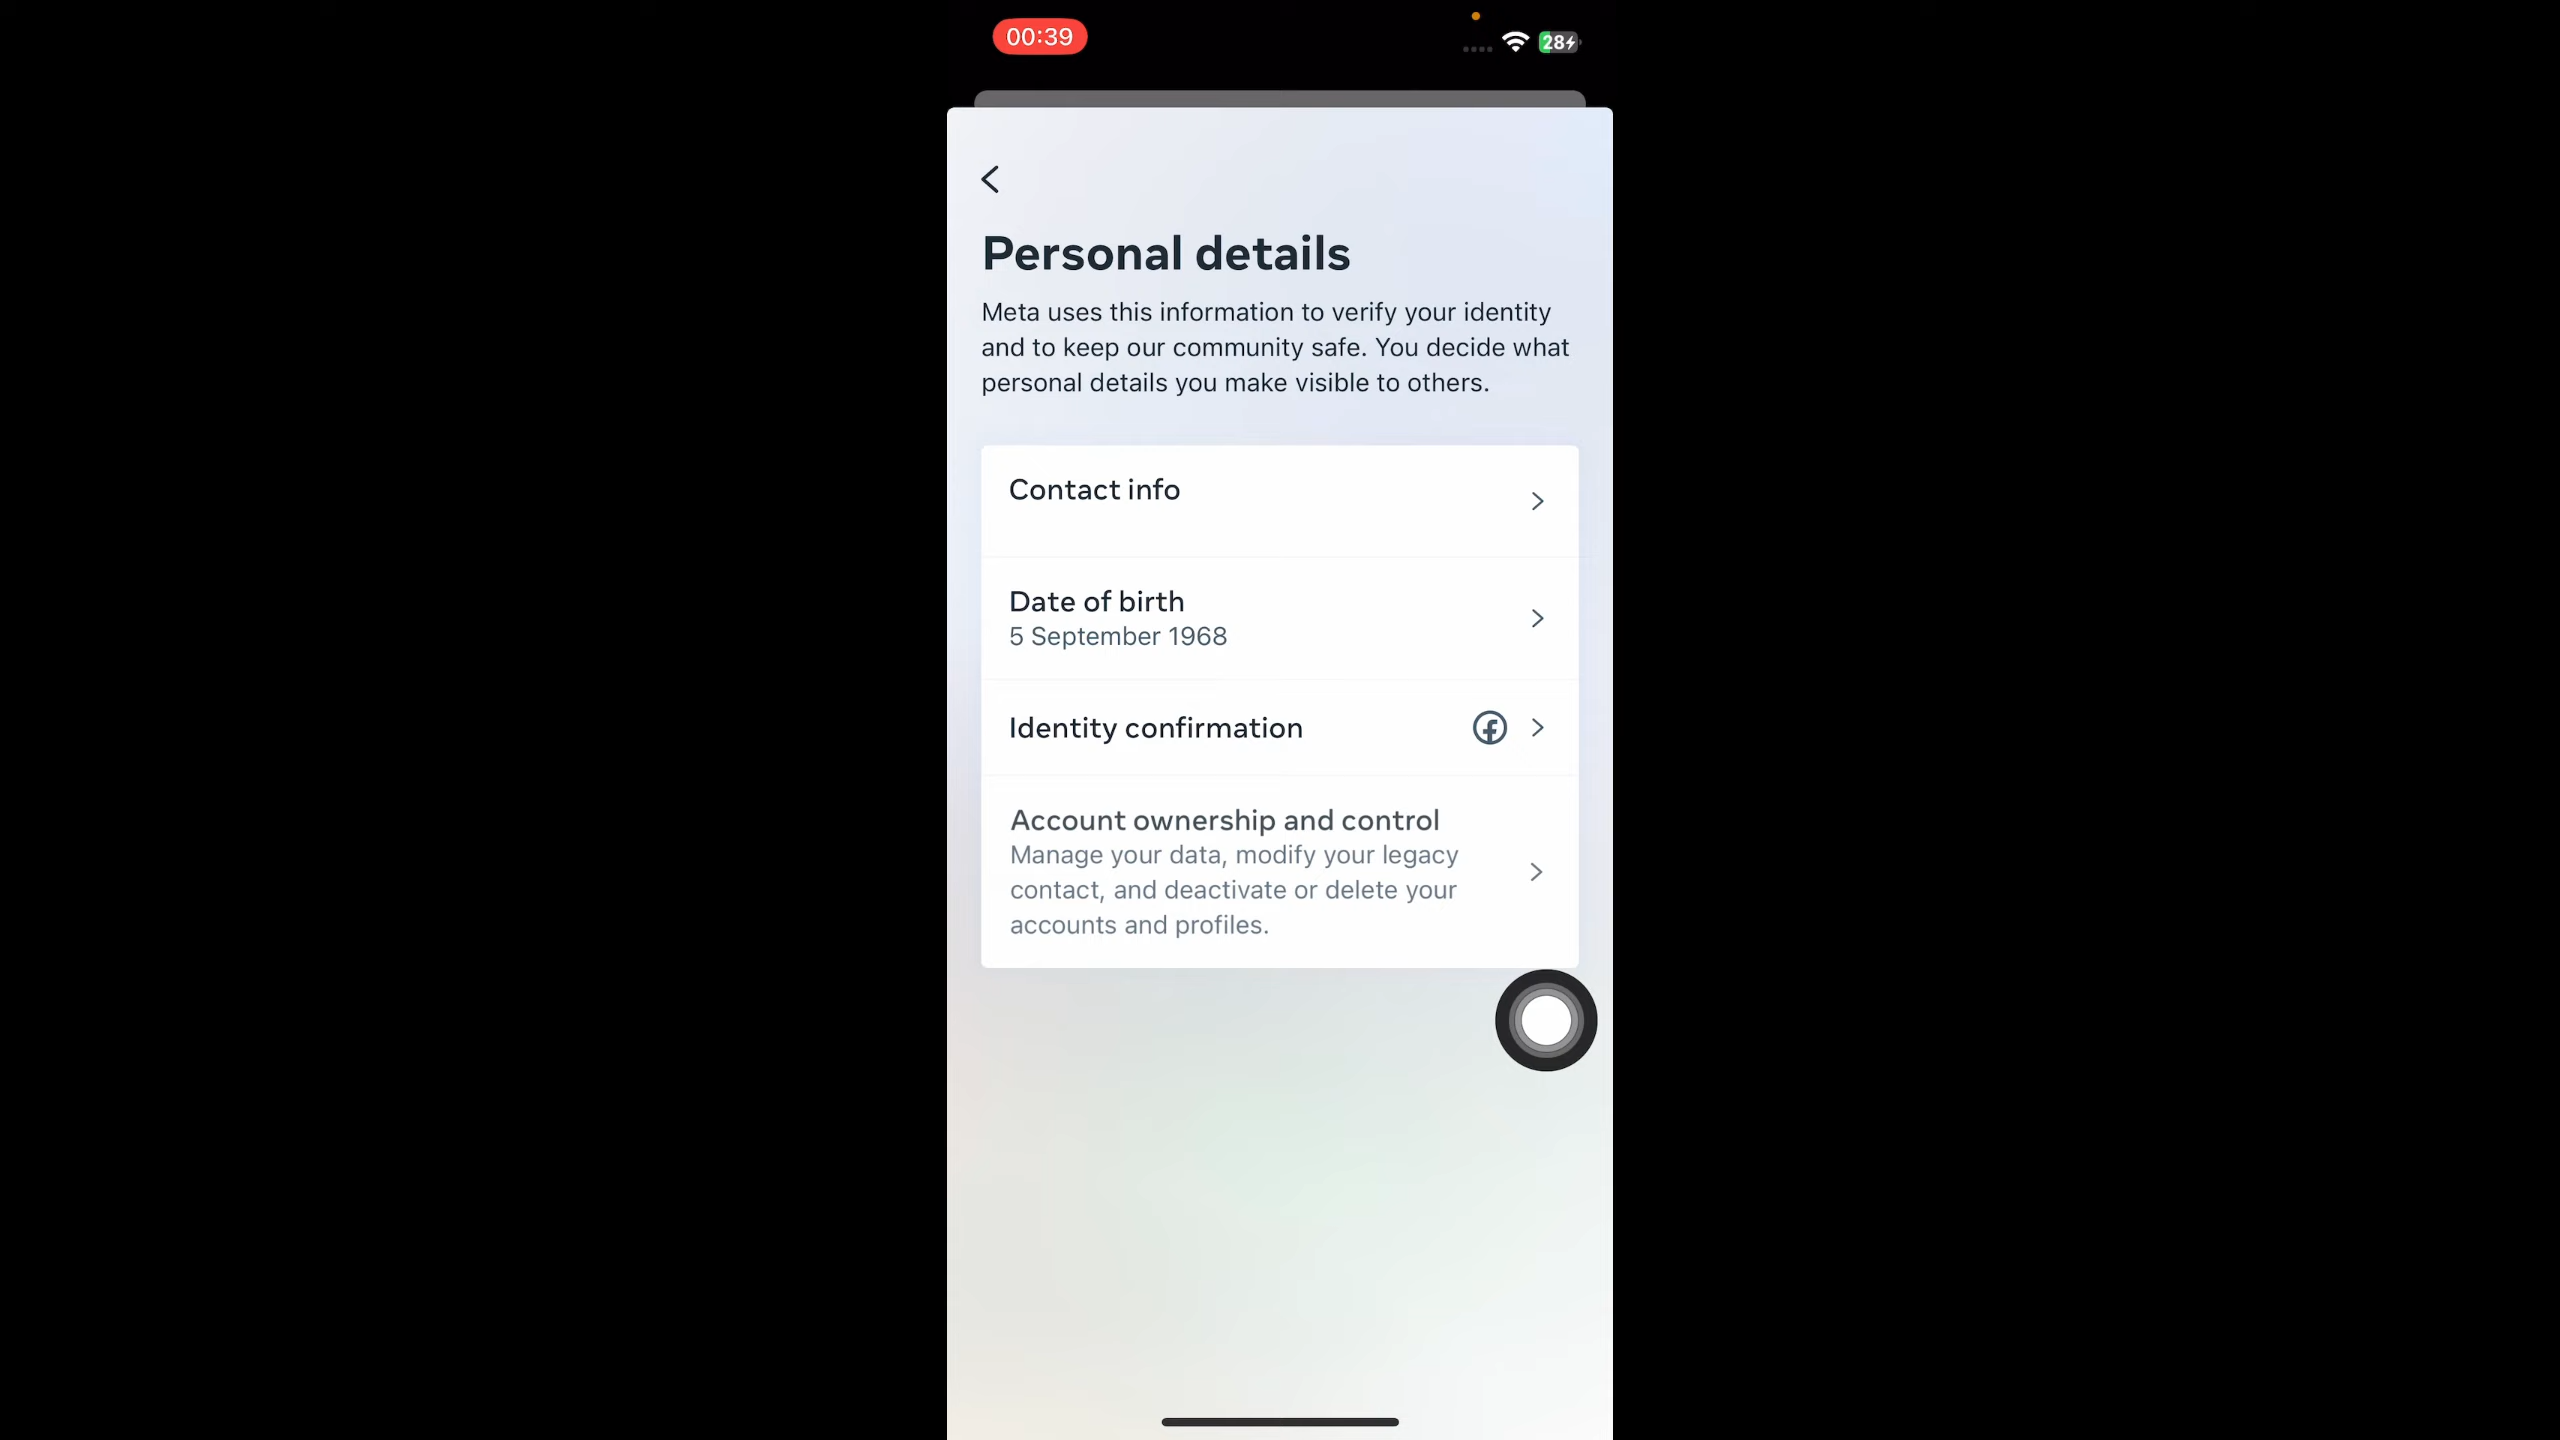 00:39
28
Personal details
Meta uses this information to verify your identity
and to keep our community safe. You decide what
personal details you make visible to others.
Contact info
Date of birth
5 September 1968
Identity confirmation
Account ownership and control
Manage your data, modify your legacy
contact, and deactivate or delete your
accounts and profiles.